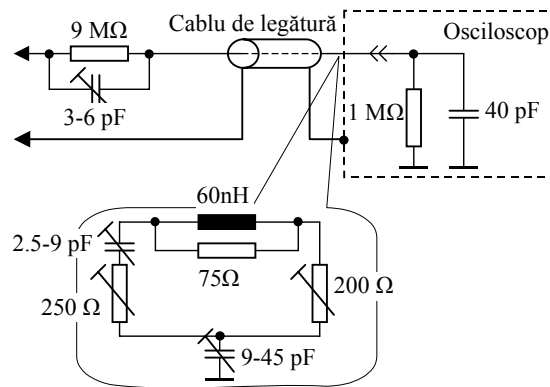 Cablu de legătură
Osciloscop
9 MΩ
3-6 pF
1 MΩ
40 pF
60nH
2.5-9 pF
75Ω
200 Ω
250 Ω
9-45 pF